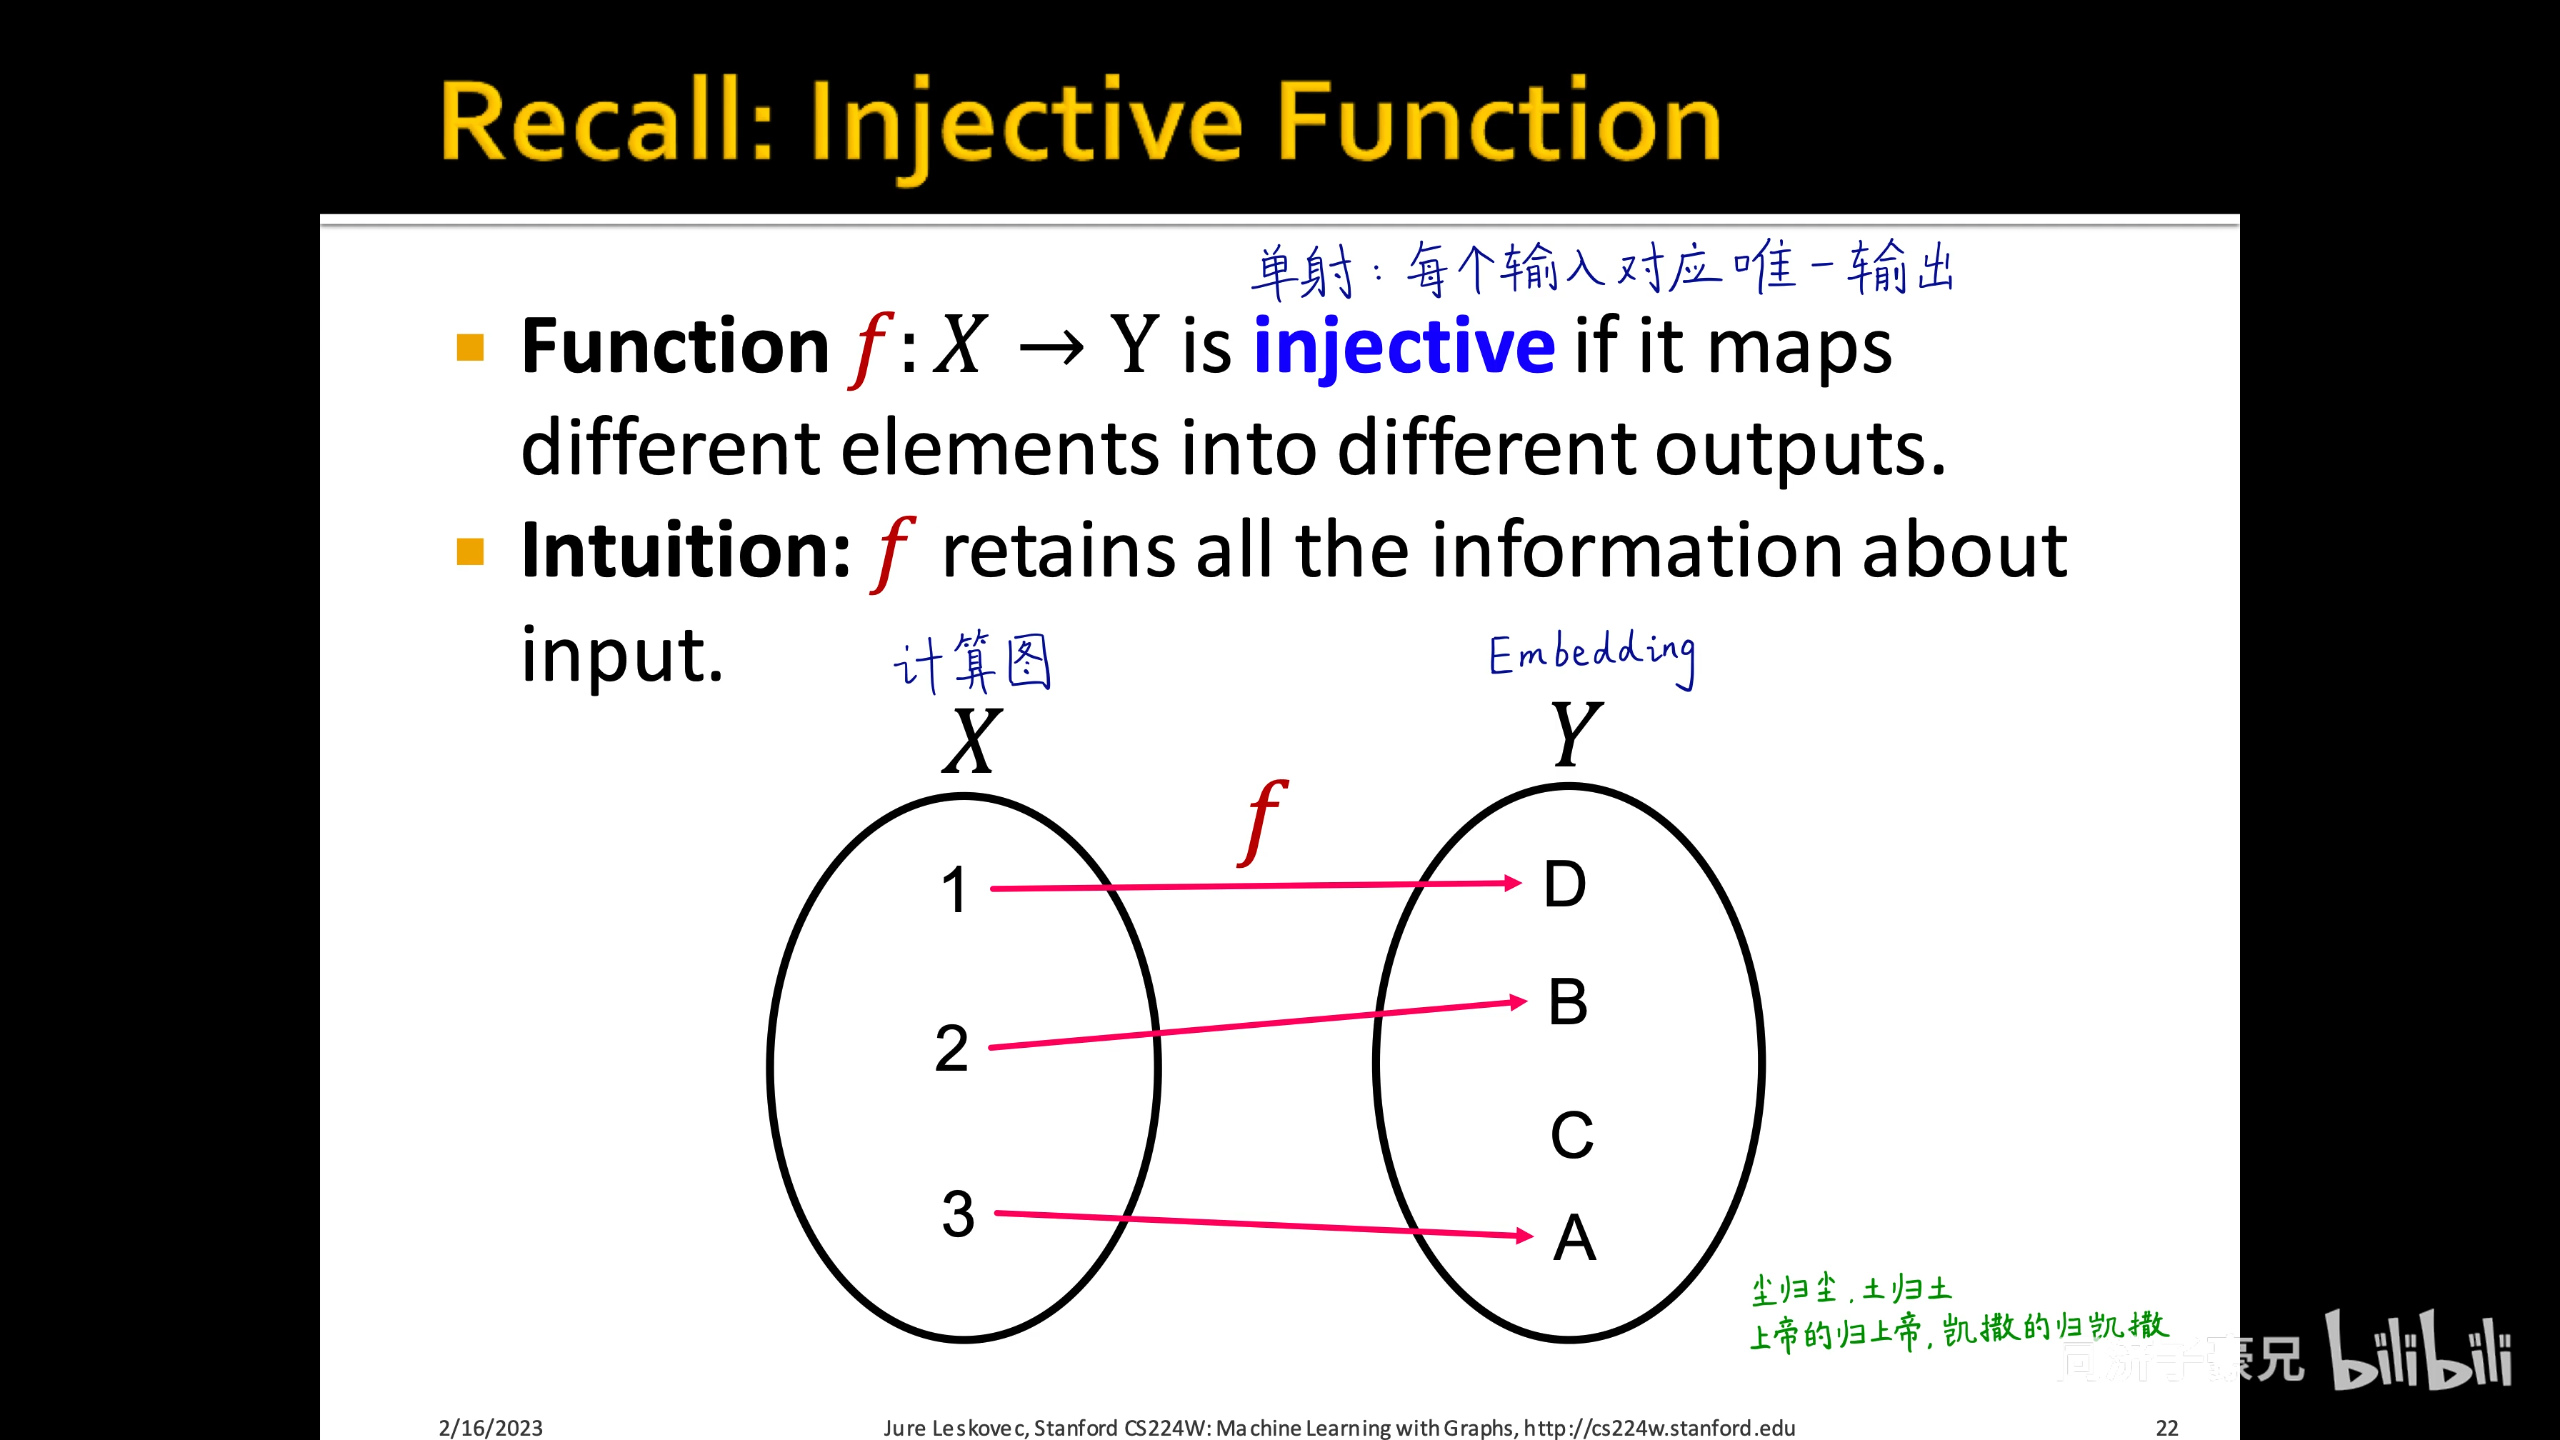 Recall: Injective Function
单射：每个输入对应唯一输出
Function f: X → Y is injective if it maps
different elements into different outputs.
Intuition: f retains all the information about
input.
计算图
Embedding
X
Y
f
1
D
2
B
C
3
A
尘归尘，土归土
上帝的归上帝，凯撒的归凯撒
同济子豪兄 bilibili
2/16/2023
Jure Leskovec, Stanford CS224W: Machine Learning with Graphs, http://cs224w.stanford.edu
22